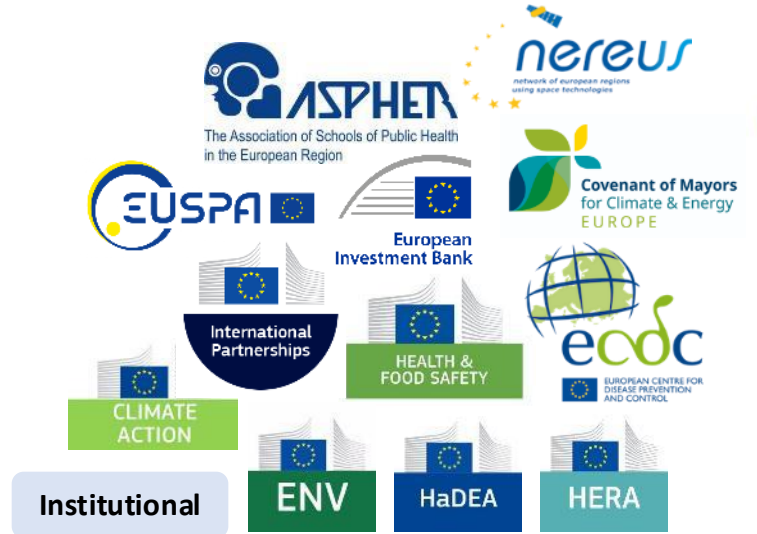 nereus
network of european regions
using space technologies
ASPHER
The Association of Schools of Public Health
in the European Region
EUSPA
European
Investment Bank
Covenant of Mayors
for Climate & Energy
EUROPE
International
Partnerships
HEALTH &
FOOD SAFETY
ecdc
EUROPEAN CENTRE FOR
DISEASE PREVENTION
AND CONTROL
CLIMATE
ACTION
Institutional
ENV
HaDEA
HERA